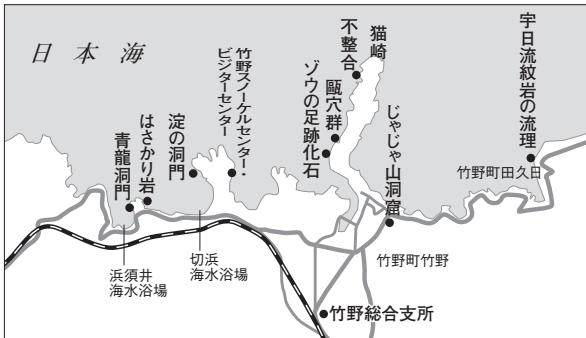 日本海
宇日流紋岩の流理
猫崎
不整合
甌穴群
ゾウの足跡化石
じゃじゃ山洞窟
竹野スノーケルセンター・
ビジターセンター
淀の洞門
はさかり岩
青龍洞門
竹野町田久日
浜須井
海水浴場
切浜
海水浴場
竹野町竹野
竹野総合支所